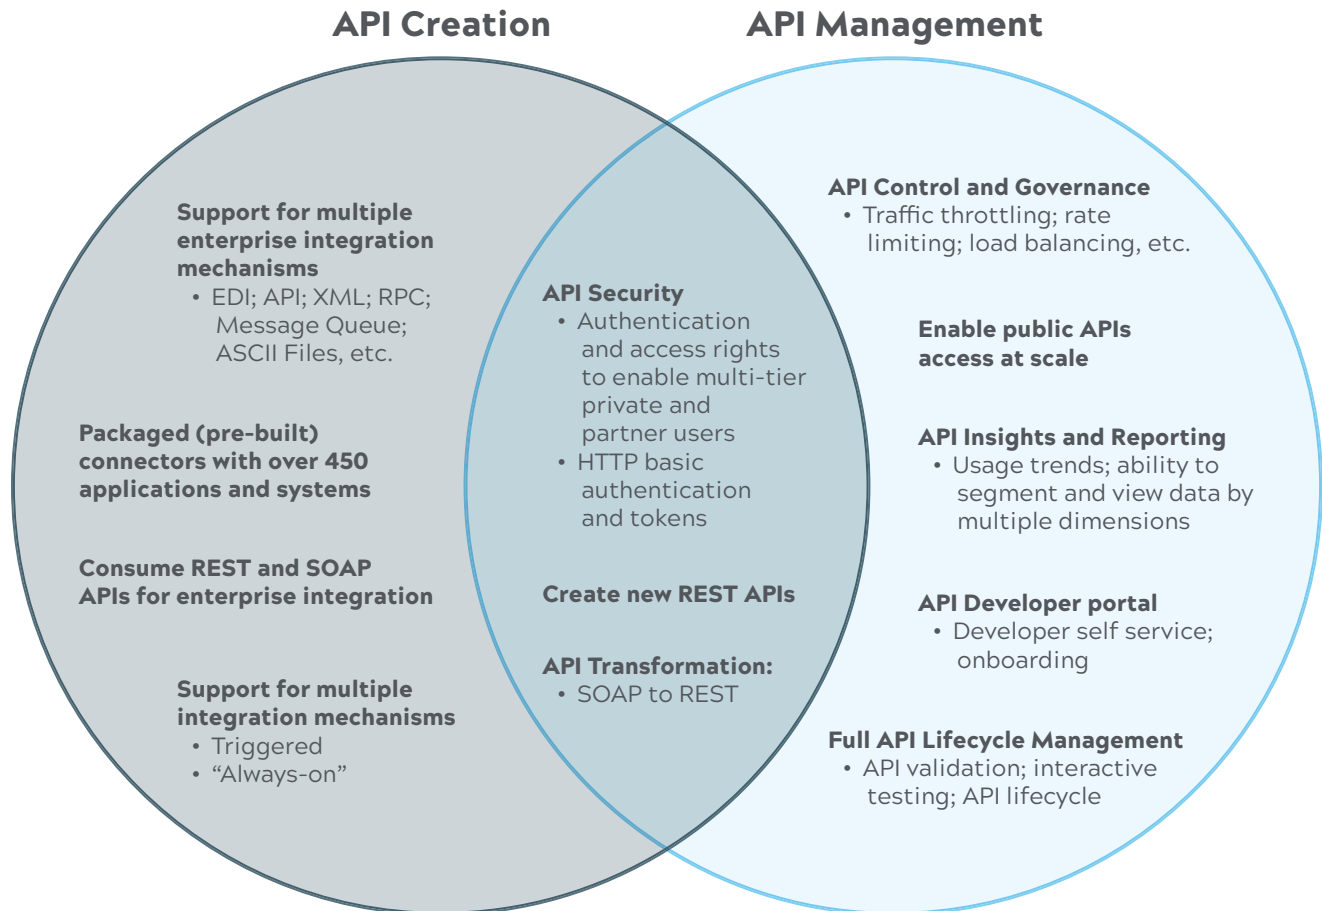 API Creation
API Management
Support for multiple
enterprise integration
mechanisms
• EDI; API; XML; RPC;
Message Queue;
ASCII Files, etc.
Packaged (pre-built)
connectors with over 450
applications and systems
Consume REST and SOAP
APIs for enterprise integration
Support for multiple
integration mechanisms
• Triggered
• “Always-on”
API Security
• Authentication
and access rights
to enable multi-tier
private and
partner users
• HTTP basic
authentication
and tokens
Create new REST APIs
API Transformation:
• SOAP to REST
API Control and Governance
• Traffic throttling; rate
limiting; load balancing, etc.
Enable public APIs
access at scale
API Insights and Reporting
• Usage trends; ability to
segment and view data by
multiple dimensions
API Developer portal
• Developer self service;
onboarding
Full API Lifecycle Management
• API validation; interactive
testing; API lifecycle